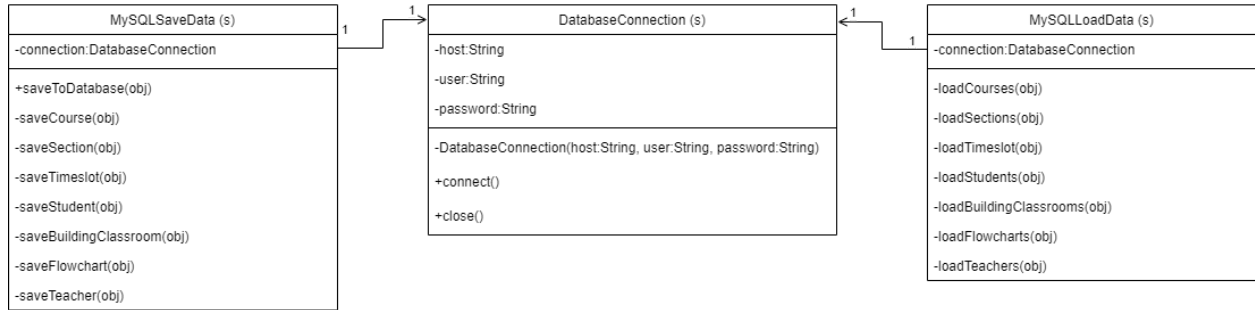 MySQLSaveData (s)
-connection:DatabaseConnection
+saveToDatabase(obj)
-saveCourse(obj)
-saveSection(obj)
-saveTimeslot(obj)
-saveStudent(obj)
-saveBuildingClassroom(obj)
-saveFlowchart(obj)
-saveTeacher(obj)
1
1
DatabaseConnection (s)
-host:String
-user:String
-password:String
-DatabaseConnection(host:String, user:String, password:String)
+connect()
+close()
1
1
MySQLLoadData (s)
-connection:DatabaseConnection
-loadCourses(obj)
-loadSections(obj)
-loadTimeslot(obj)
-loadStudents(obj)
-loadBuildingClassrooms(obj)
-loadFlowcharts(obj)
-loadTeachers(obj)